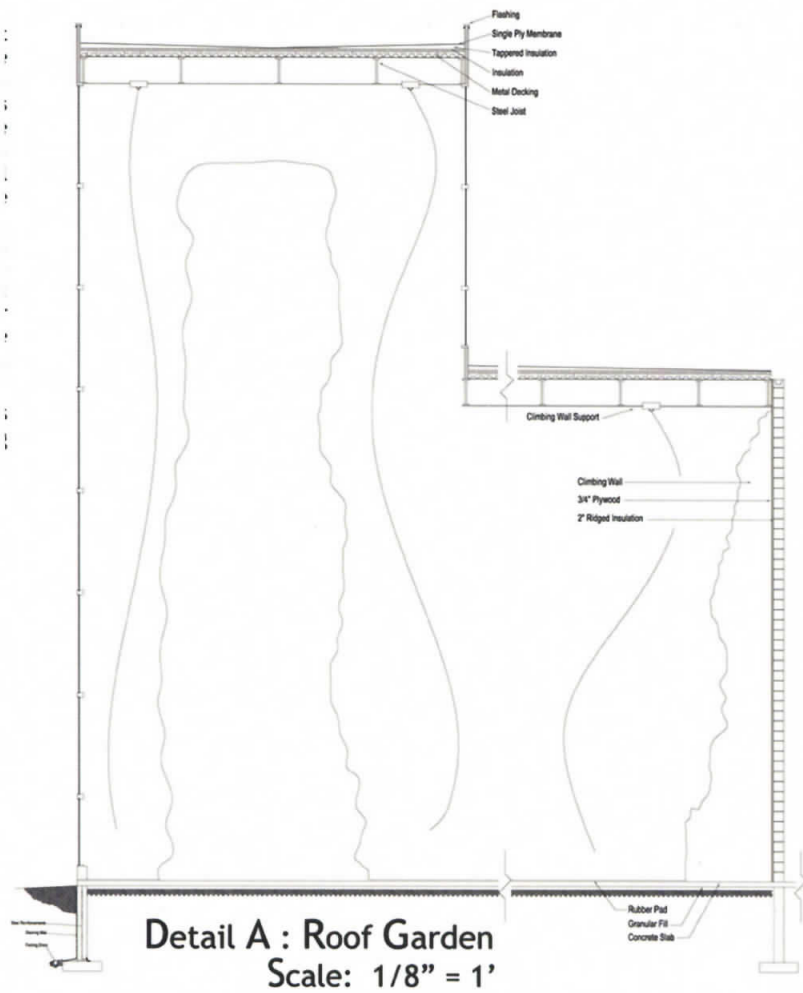 Flashing
Single Ply Membrane
Tappered Insulation
Insulation
Metal Decking
Steel Joist
Climbing Wall Support
Climbing Wall
3/4" Plywood
2" Ridged Insulation
Rubber Pad
Granular Fill
Concrete Slab
Detail A : Roof Garden
Scale: 1/8" = 1'